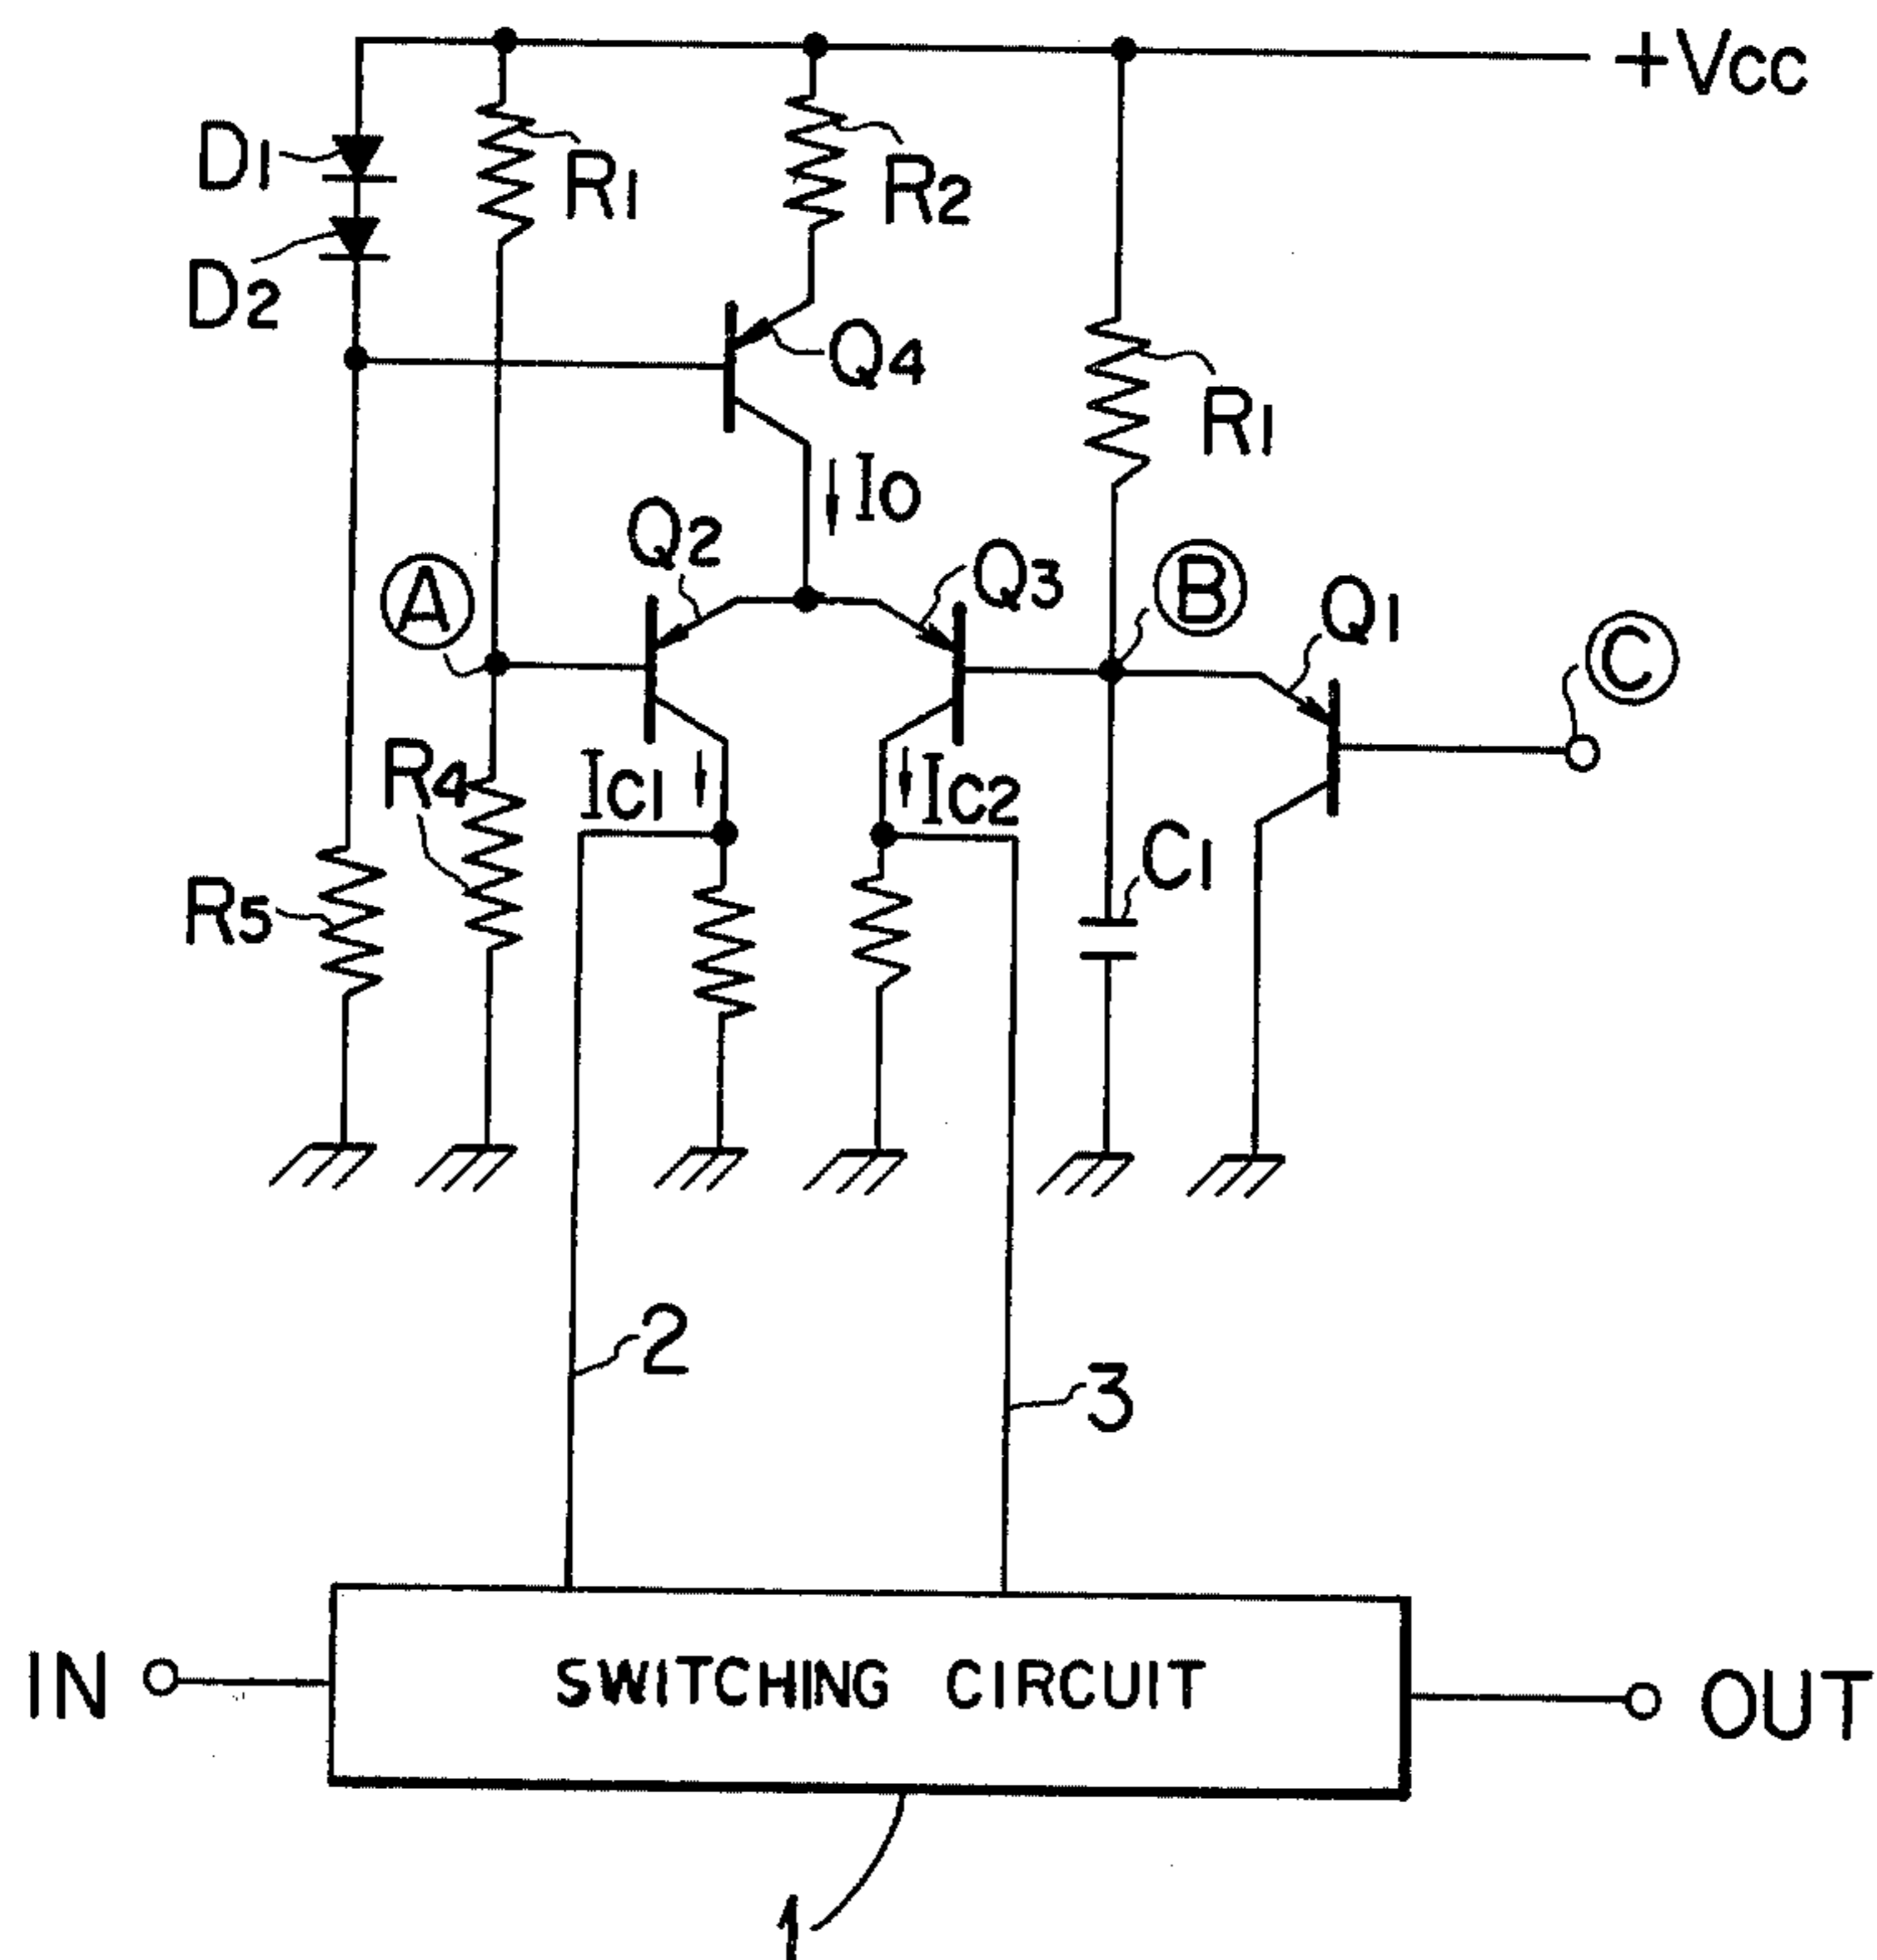 +Vcc
D1
R1
R2
D2
Q4
R1
I0
Q2
Q3
A
B
Q1
C
R4
IC1
IC2
C1
R5
2
3
IN
SWITCHING CIRCUIT
OUT
1